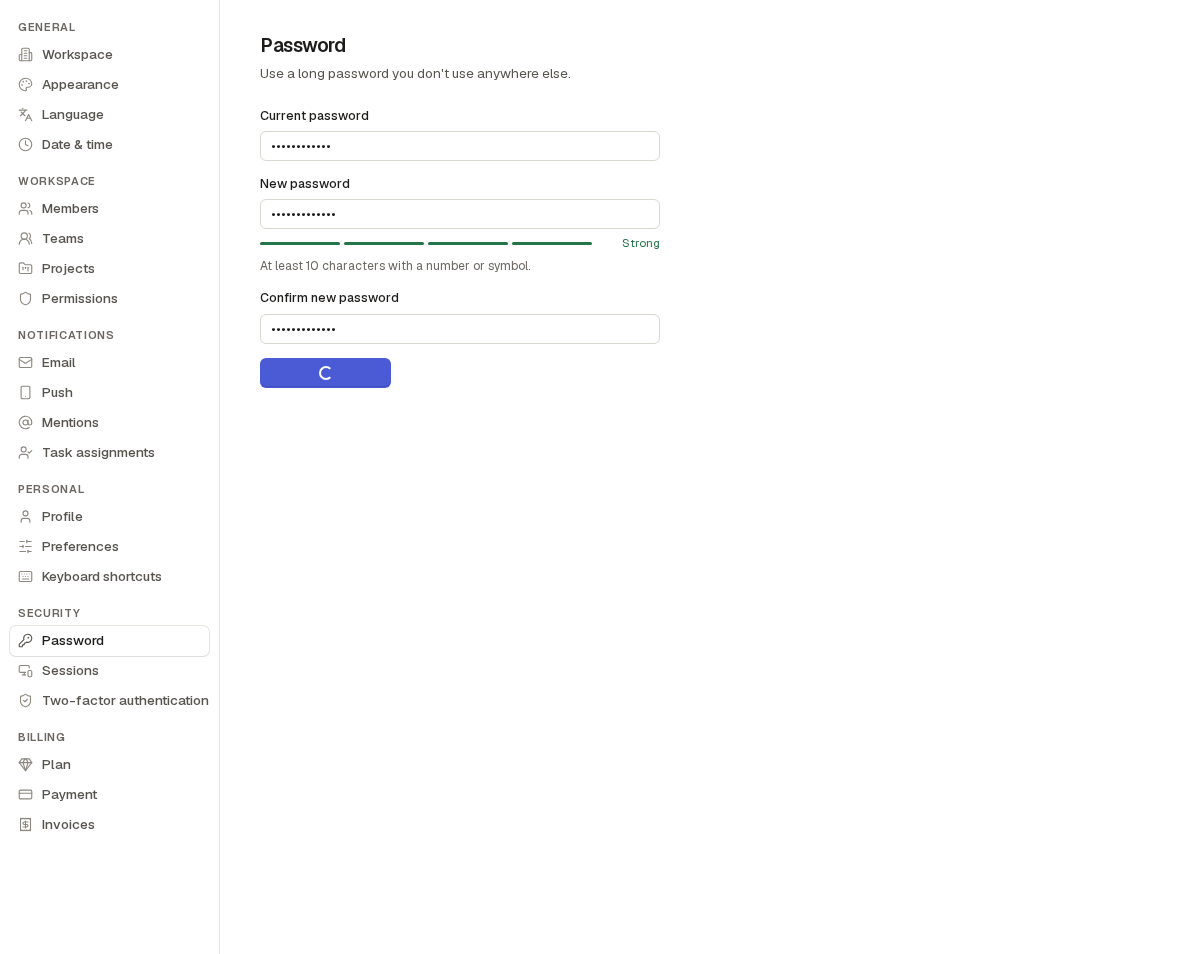 GENERAL
Workspace
Appearance
Language
Date & time
WORKSPACE
Members
Teams
Projects
Permissions
NOTIFICATIONS
Email
Push
Mentions
Task assignments
PERSONAL
Profile
Preferences
Keyboard shortcuts
SECURITY
Password
Sessions
Two-factor authentication
BILLING
Plan
Payment
Invoices
Password
Use a long password you don't use anywhere else.
Current password
••••••••••••
New password
•••••••••••••
Strong
At least 10 characters with a number or symbol.
Confirm new password
•••••••••••••